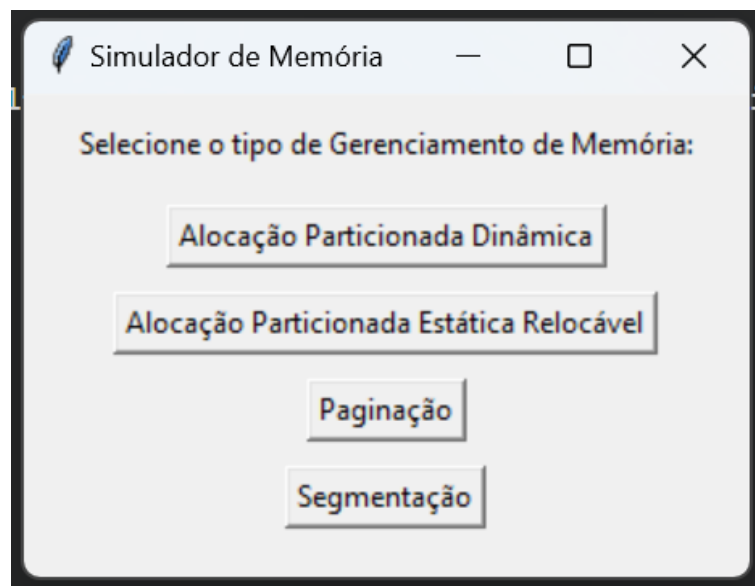 Simulador de Memória
Selecione o tipo de Gerenciamento de Memória:
Alocação Particionada Dinâmica
Alocação Particionada Estática Relocável
Paginação
Segmentação